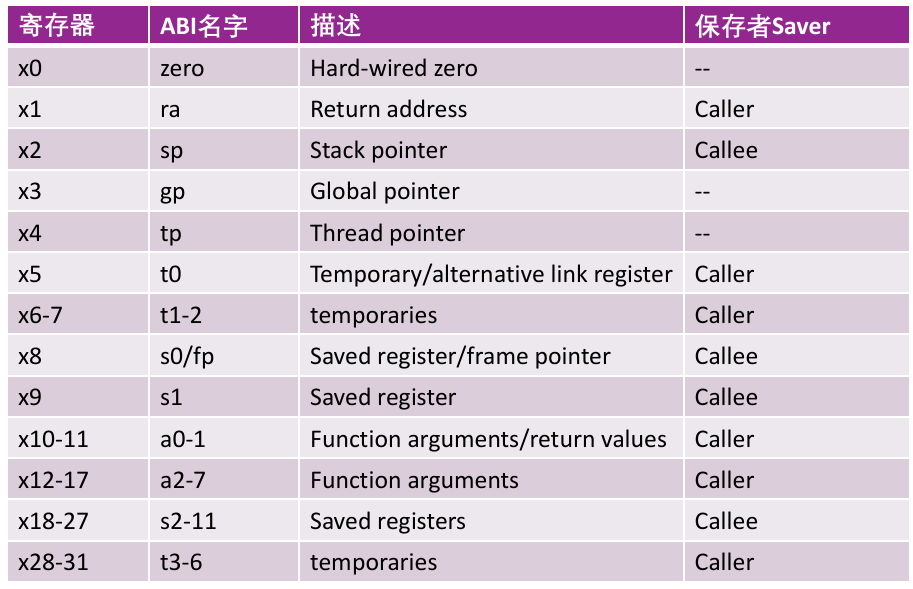 寄存器 ABI名字 描述 保存者Saver
x0 zero Hard-wired zero --
x1 ra Return address Caller
x2 sp Stack pointer Callee
x3 gp Global pointer --
x4 tp Thread pointer --
x5 t0 Temporary/alternative link register Caller
x6-7 t1-2 temporaries Caller
x8 s0/fp Saved register/frame pointer Callee
x9 s1 Saved register Callee
x10-11 a0-1 Function arguments/return values Caller
x12-17 a2-7 Function arguments Caller
x18-27 s2-11 Saved registers Callee
x28-31 t3-6 temporaries Caller